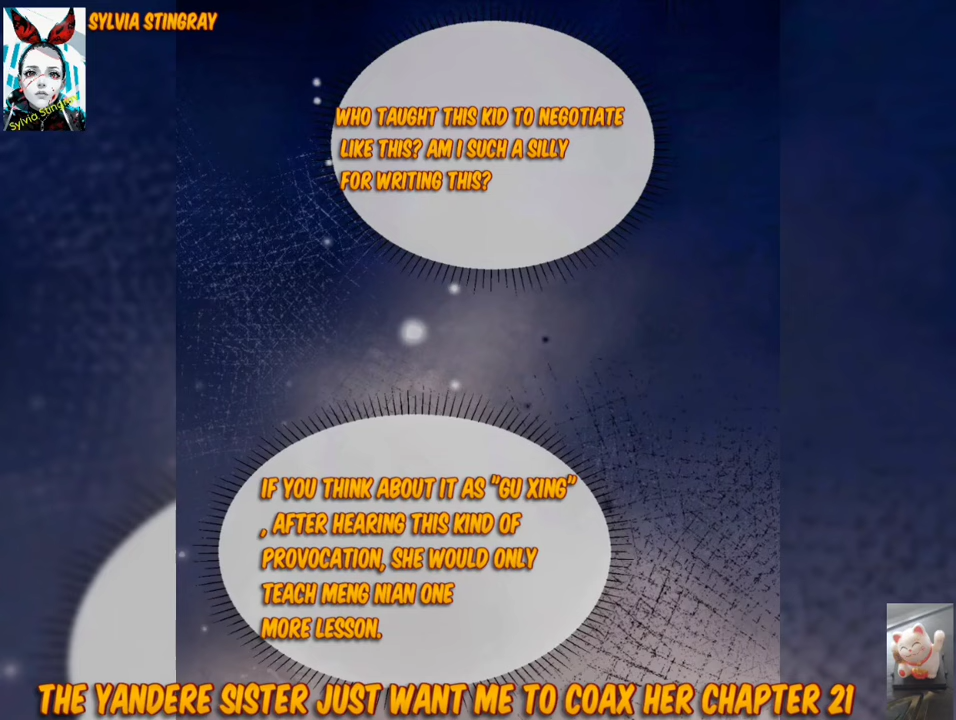 SYLVIA STINGRAY
Sylvia Stingray
WHO TAUGHT THIS KID TO NEGOTIATE
LIKE THIS? AM I SUCH A SILLY
FOR WRITING THIS?
IF YOU THINK ABOUT IT AS "GU XING"
, AFTER HEARING THIS KIND OF
PROVOCATION, SHE WOULD ONLY
TEACH MENG NIAN ONE
MORE LESSON.
THE YANDERE SISTER JUST WANT ME TO COAX HER CHAPTER 21